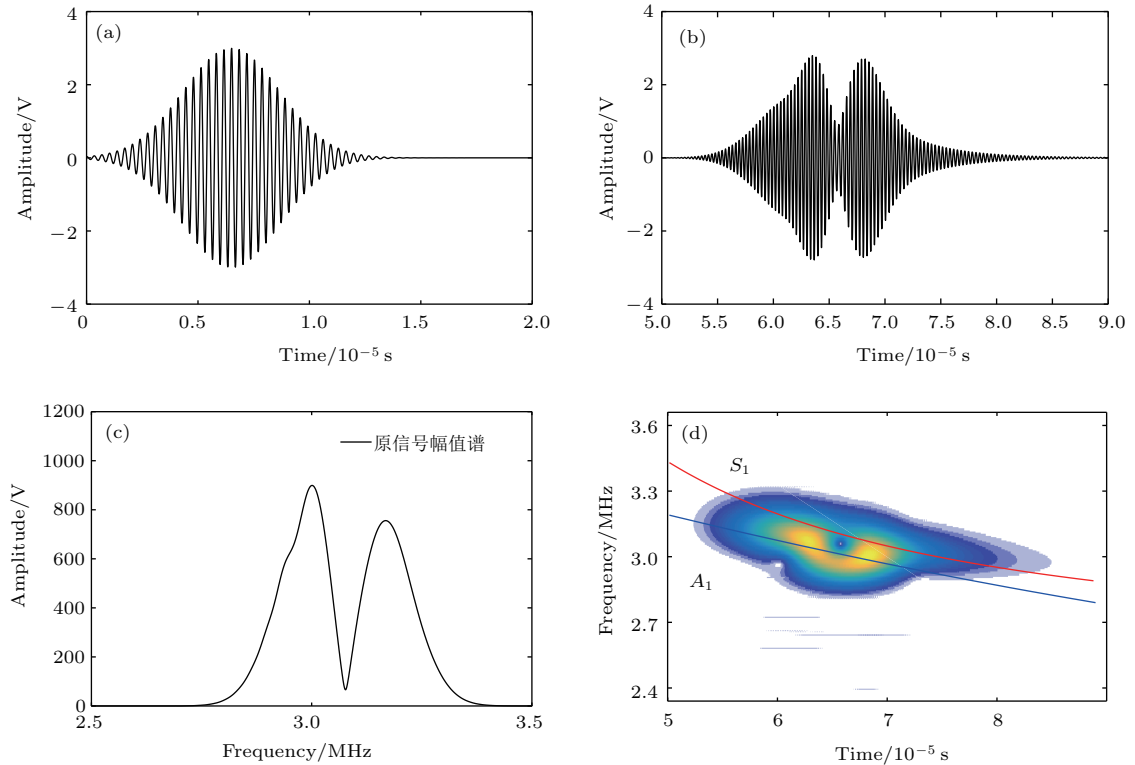 (a)
Amplitude/V
4
2
0
−2
−4
0
0.5
1.0
1.5
2.0
Time/10⁻⁵ s
(b)
Amplitude/V
4
2
0
−2
−4
5.0
5.5
6.0
6.5
7.0
7.5
8.0
8.5
9.0
Time/10⁻⁵ s
(c)
原信号幅值谱
Amplitude/V
1200
1000
800
600
400
200
0
2.5
3.0
3.5
Frequency/MHz
(d)
S₁
A₁
Frequency/MHz
3.6
3.3
3.0
2.7
2.4
5
6
7
8
Time/10⁻⁵ s